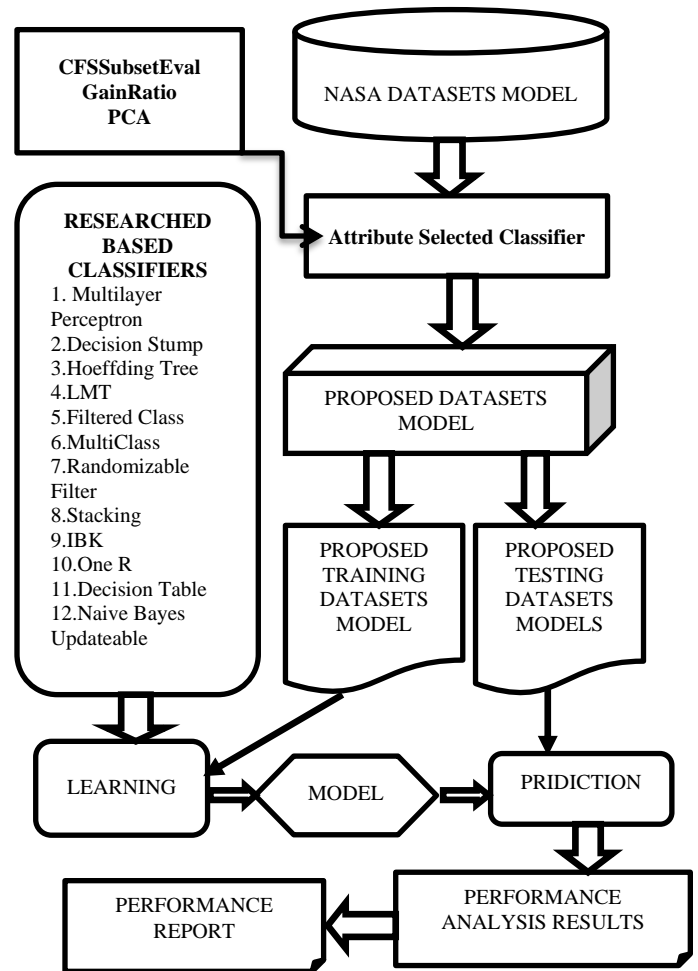 CFSSubsetEval
GainRatio
PCA
NASA DATASETS MODEL
Attribute Selected Classifier
RESEARCHED
BASED
CLASSIFIERS
1. Multilayer
Perceptron
2.Decision Stump
3.Hoeffding Tree
4.LMT
5.Filtered Class
6.MultiClass
7.Randomizable
Filter
8.Stacking
9.IBK
10.One R
11.Decision Table
12.Naive Bayes
Updateable
PROPOSED DATASETS
MODEL
PROPOSED
TRAINING
DATASETS
MODEL
PROPOSED
TESTING
DATASETS
MODELS
LEARNING
MODEL
PRIDICTION
PERFORMANCE
ANALYSIS RESULTS
PERFORMANCE
REPORT